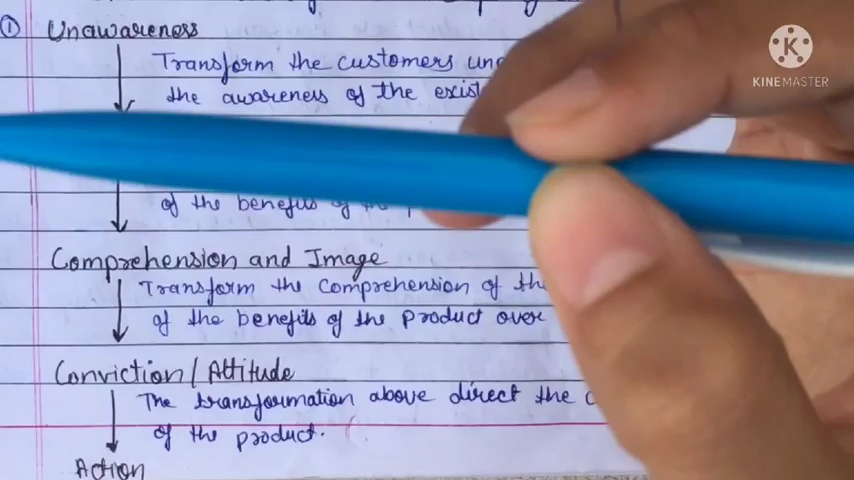 ① Unawareness
Transform the customers
the awareness of the
of the benefits of the
Comprehension and Image
Transform the comprehension of
of the benefits of the product over
Conviction / Attitude
The transformation above direct the
of the product.
Action
KINEMASTER